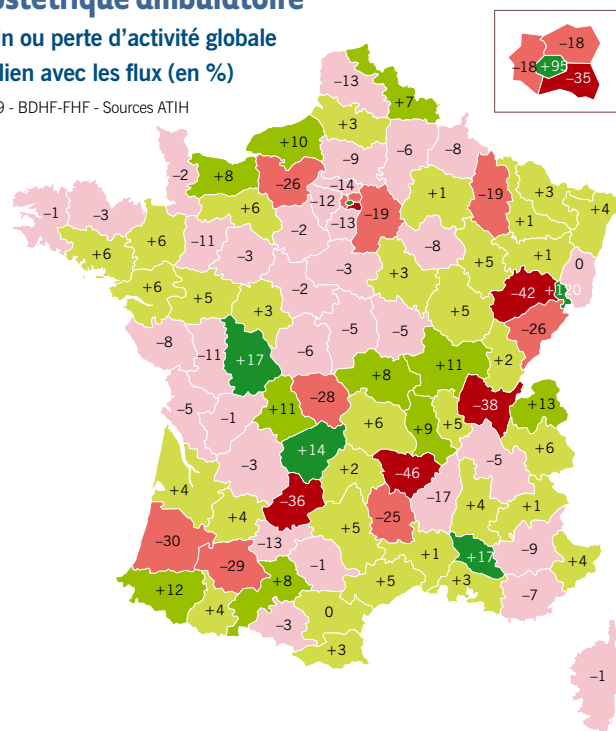 bstétrique ambulatoire
in ou perte d’activité globale
lien avec les flux (en %)
9 - BDHF-FHF - Sources ATIH
–18
–18 +95
–35
–13
+7
+3
+10
–9 –6 –8
–2 +8 –26 –14 –19 +3
–12 –19 +1 +4
–1 –3 +6 –13 +1
+6 +6 –11 –3 –2 –8 +5 +1 0
–3 +3 –42 +120
+6 +5 +3 –2 +5 –26
–8 –11 +17 –6 –5 –5 +11 +2
+8
–5 –1 +11 –28 –38 +13
+6 +9 +5
–3 +14 +2 –46 –5 +6
+4 +4 –36 –25 –17 +4 +1
+5
–30 –13 +1 +17 –9 +4
–29 –1
+12 +8 +5 +3 –7
+4 –3 0
+3
–1